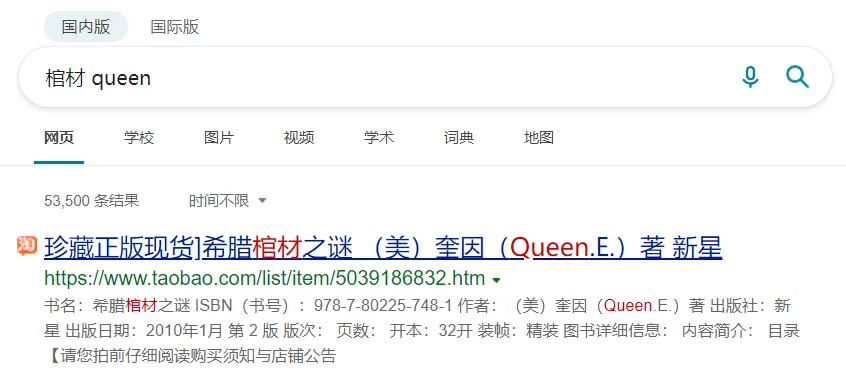 国内版 国际版
棺材 queen
网页 学校 图片 视频 学术 词典 地图
53,500 条结果 时间不限
淘 珍藏正版现货]希腊棺材之谜 （美）奎因（Queen.E.）著 新星
https://www.taobao.com/list/item/5039186832.htm
书名：希腊棺材之谜 ISBN（书号）：978-7-80225-748-1 作者：（美）奎因（Queen.E.）著 出版社：新
星 出版日期：2010年1月 第 2 版 版次： 页数： 开本：32开 装帧：精装 图书详细信息： 内容简介： 目录
【请您拍前仔细阅读购买须知与店铺公告